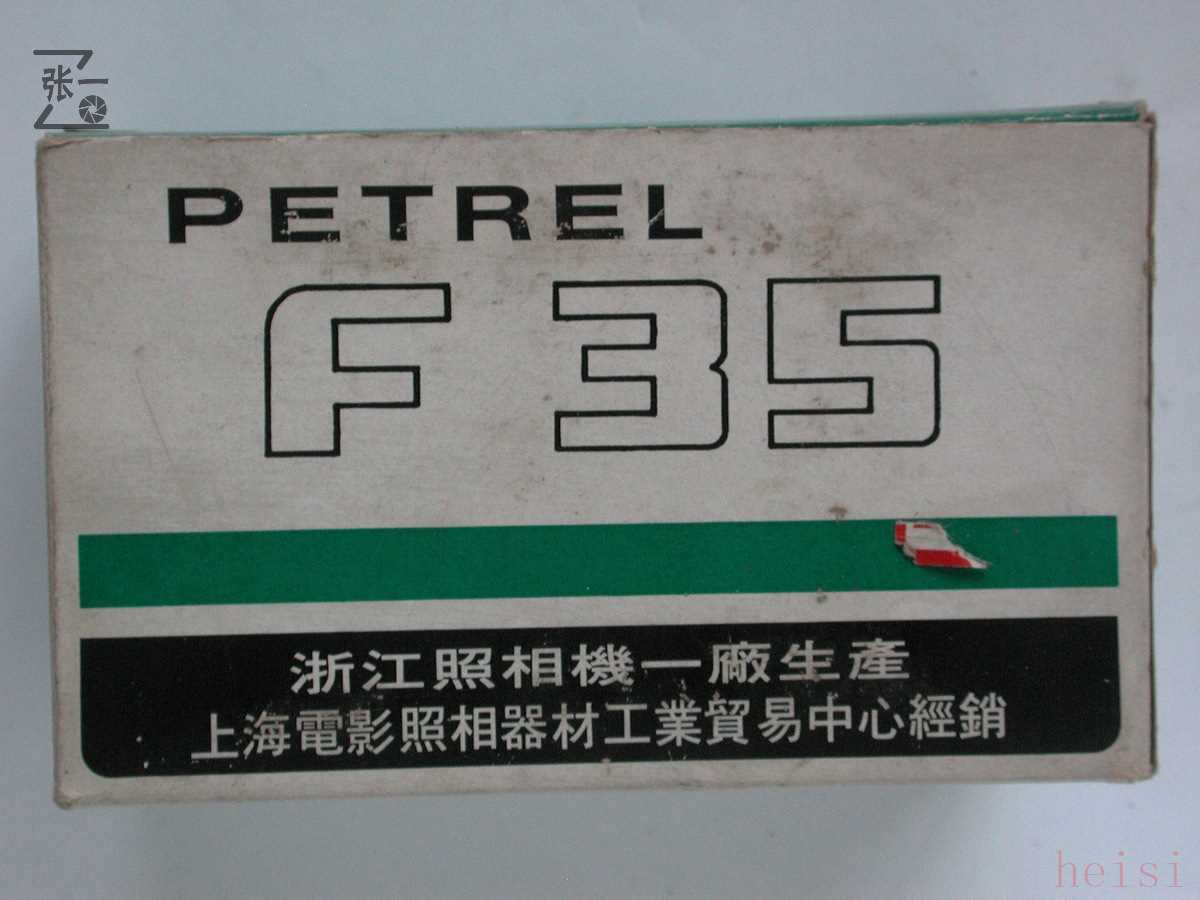 张一
PETREL
F 35
浙江照相機一廠生產
上海電影照相器材工業貿易中心經銷
heisi